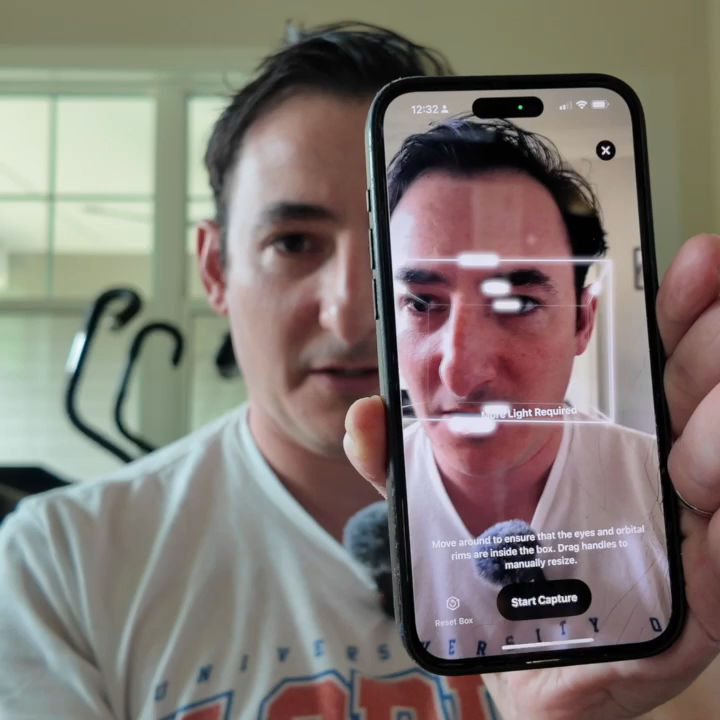 12:32
More Light Required
Move around to ensure that the eyes and orbital
rims are inside the box. Drag handles to
manually resize.
Start Capture
Reset Box
UNIVERSITY O